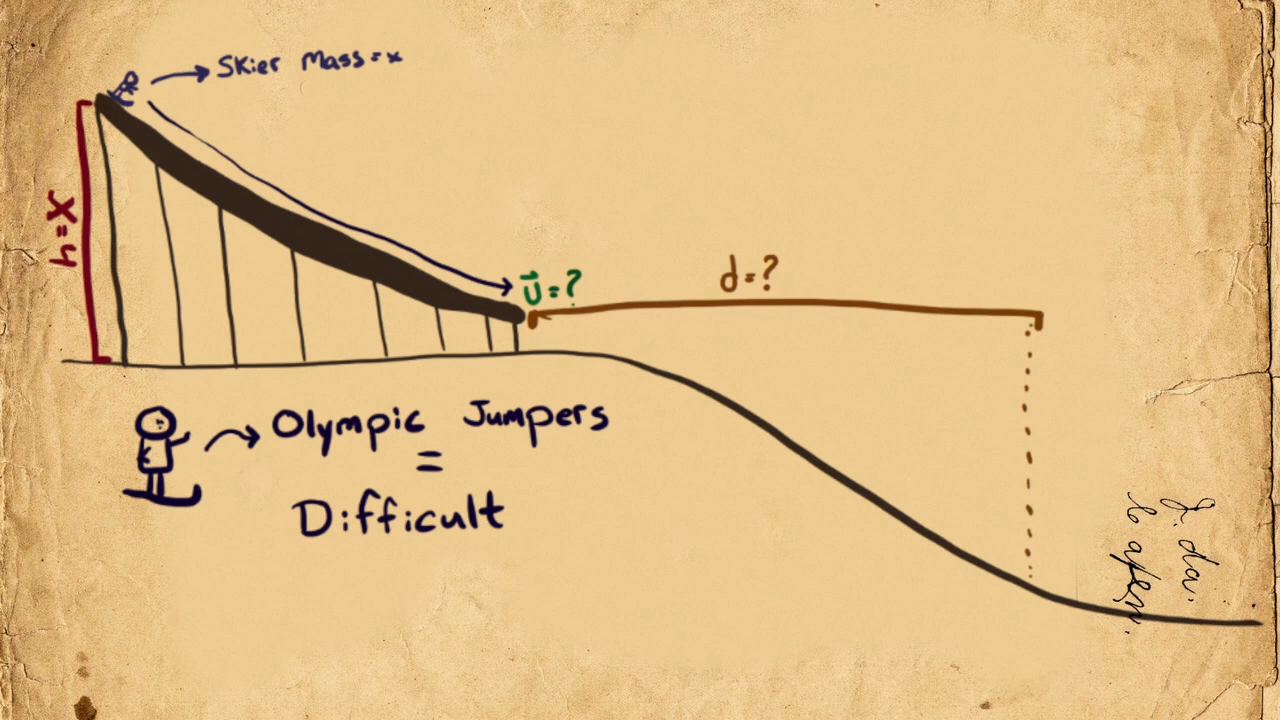 Skier Mass = x
h = X
v⃗ = ?
d = ?
Olympic Jumpers
=
Difficult